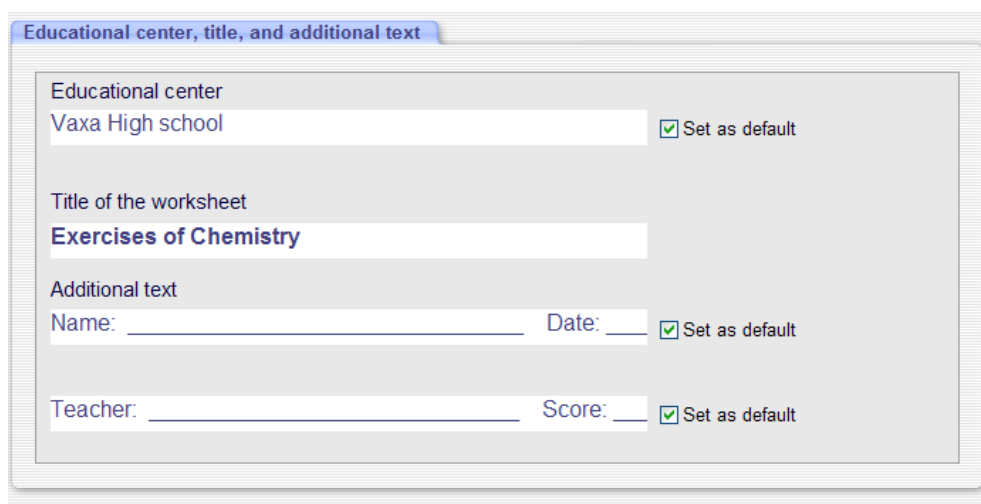 Educational center, title, and additional text
Educational center
Vaxa High school
Set as default
Title of the worksheet
Exercises of Chemistry
Additional text
Name: ______________________________ Date: ___
Set as default
Teacher: ____________________________ Score: ___
Set as default